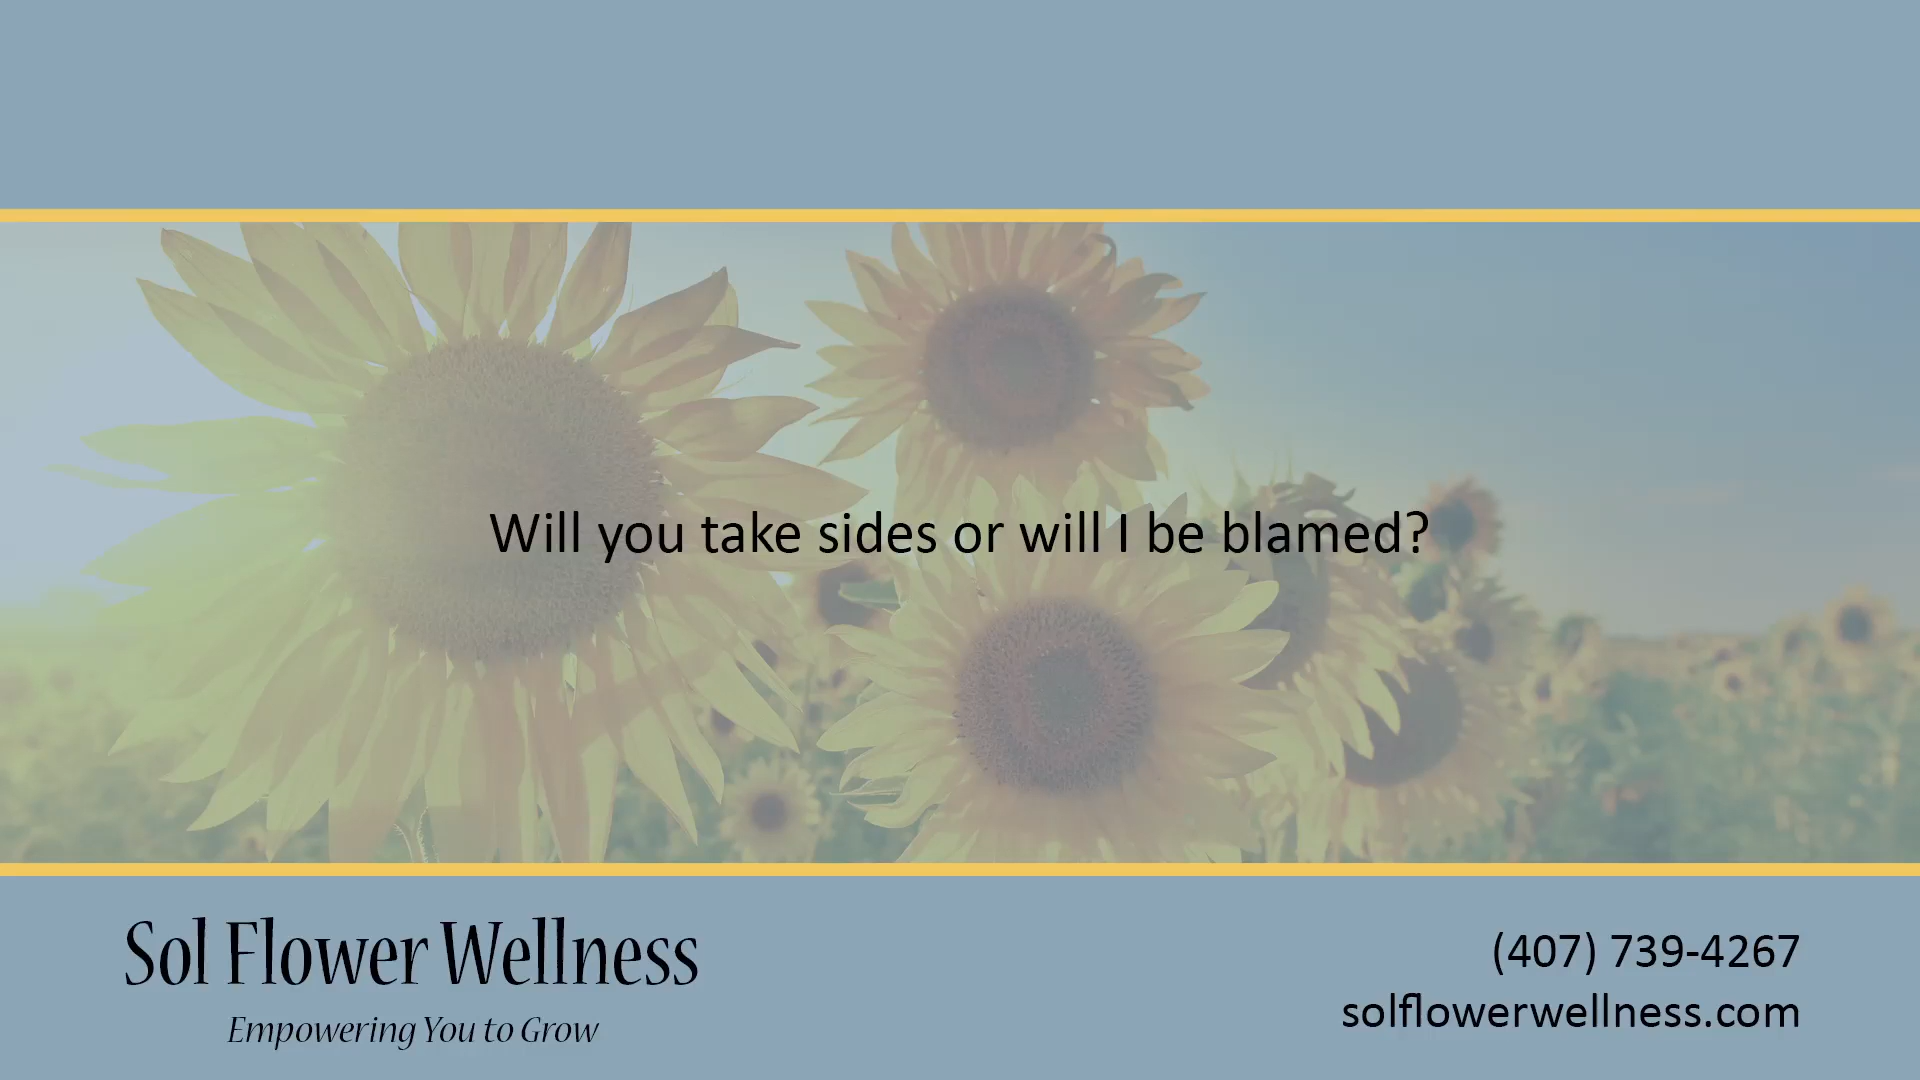 Will you take sides or will I be blamed?
Sol Flower Wellness
Empowering You to Grow
(407) 739-4267
solflowerwellness.com